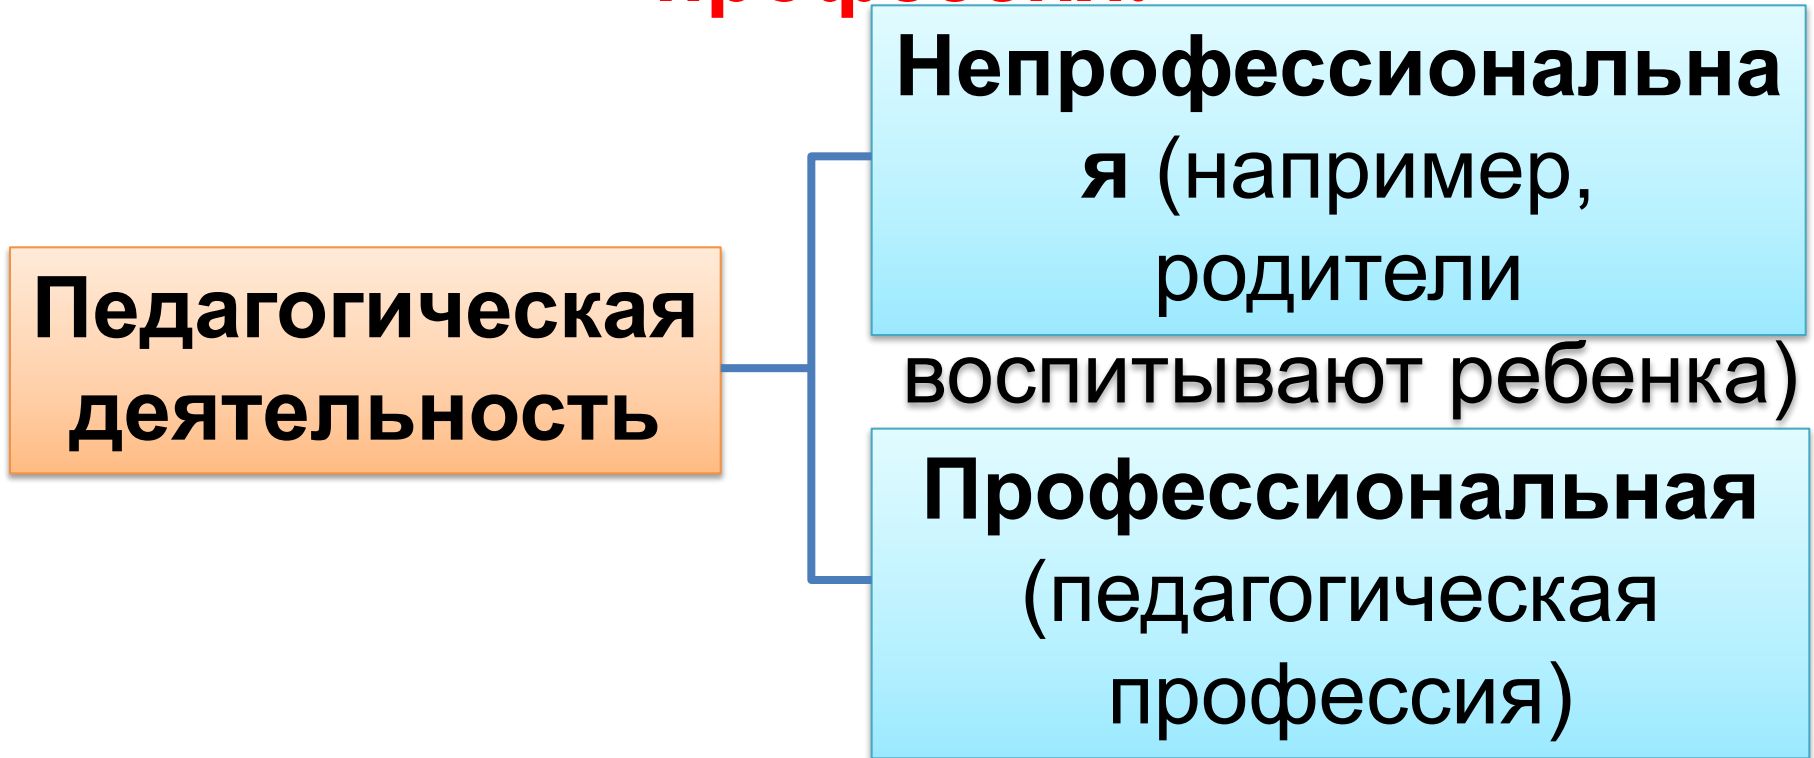 Педагогическая
деятельность
Непрофессиональна
я (например,
родители
воспитывают ребенка)
Профессиональная
(педагогическая
профессия)